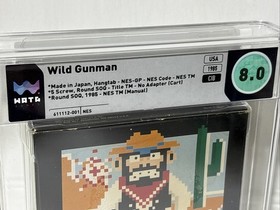 WATA
Wild Gunman
*Made in Japan, Hangtab - NES-GP - NES Code - NES TM
*5 Screw, Round SOQ - Title TM - No Adapter (Cart)
*Round SOQ, 1985 - NES TM (Manual)
611112-001 | NES
USA
1985
CIB
8.0